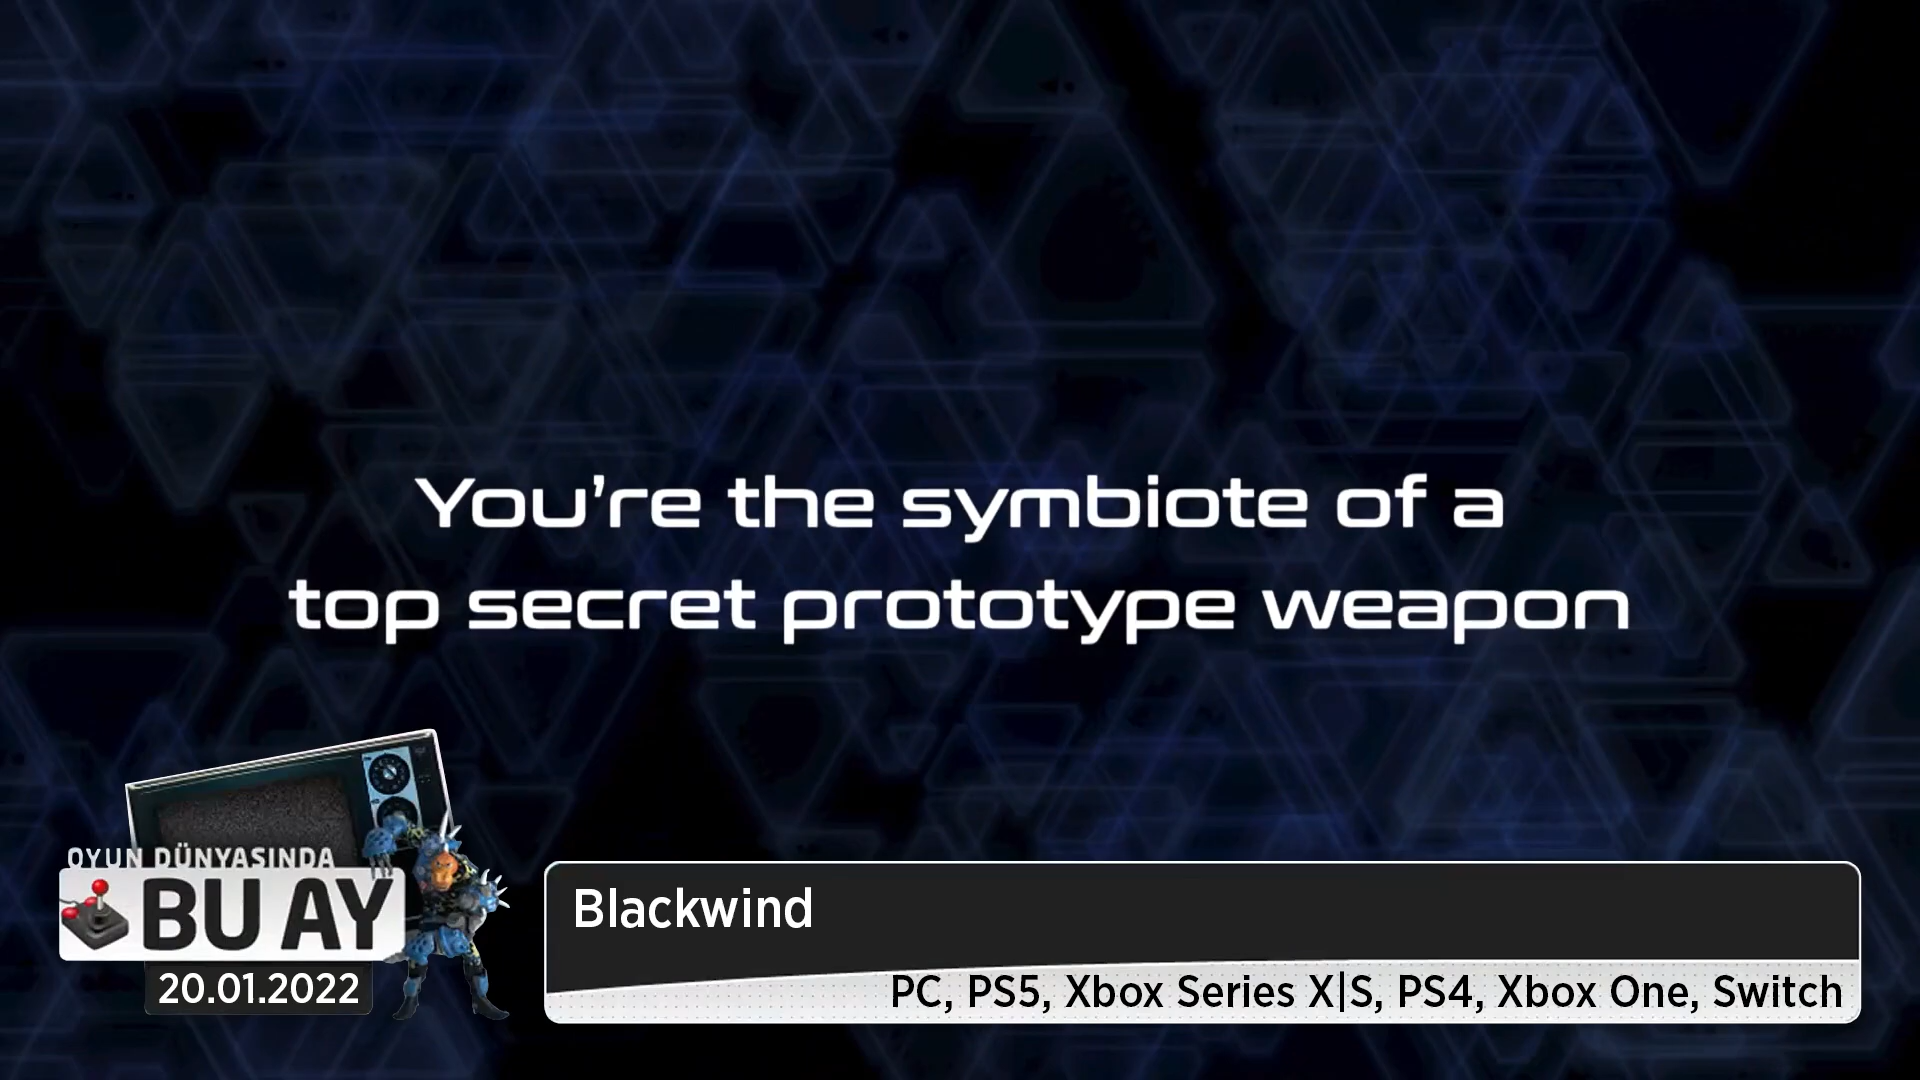 You’re the symbiote of a
top secret prototype weapon
OYUN DÜNYASINDA
BU AY
20.01.2022
Blackwind
PC, PS5, Xbox Series X|S, PS4, Xbox One, Switch